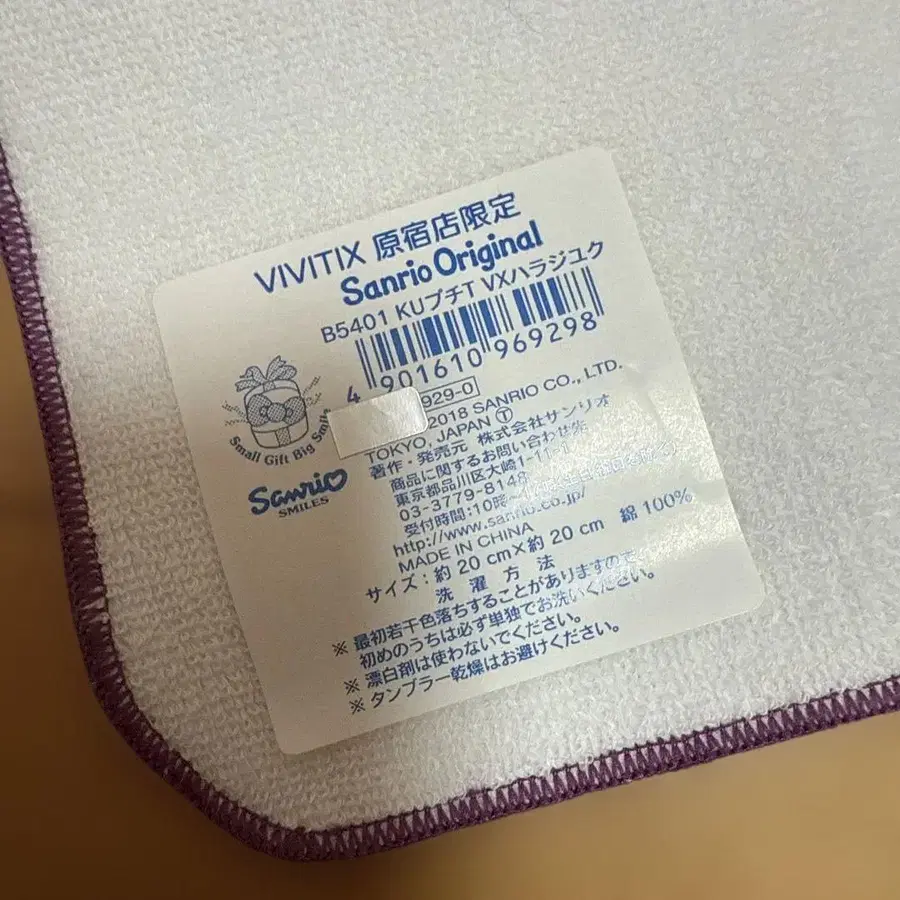 VIVITIX 原宿店限定
Sanrio Original
B5401 KUプチT VXハラジユク
4 901610 969298
929-0
2018 SANRIO CO., LTD.
TOKYO, JAPAN Ⓣ
著作・発売元 株式会社サンリオ
商品に関するお問い合わせ先
東京都品川区大崎1-11-1
03-3779-8148
受付時間:10時~
http://www.sanrio.co.jp/
MADE IN CHINA
サイズ:約 20 cm×約 20 cm 綿 100%
洗濯方法
※ 最初若干色落ちすることがありますので
初めのうちは必ず単独でお洗いください。
※ 漂白剤は使わないでください。
※ タンブラー乾燥はお避けください。
Small Gift Big Smile
Sanrio
SMILES